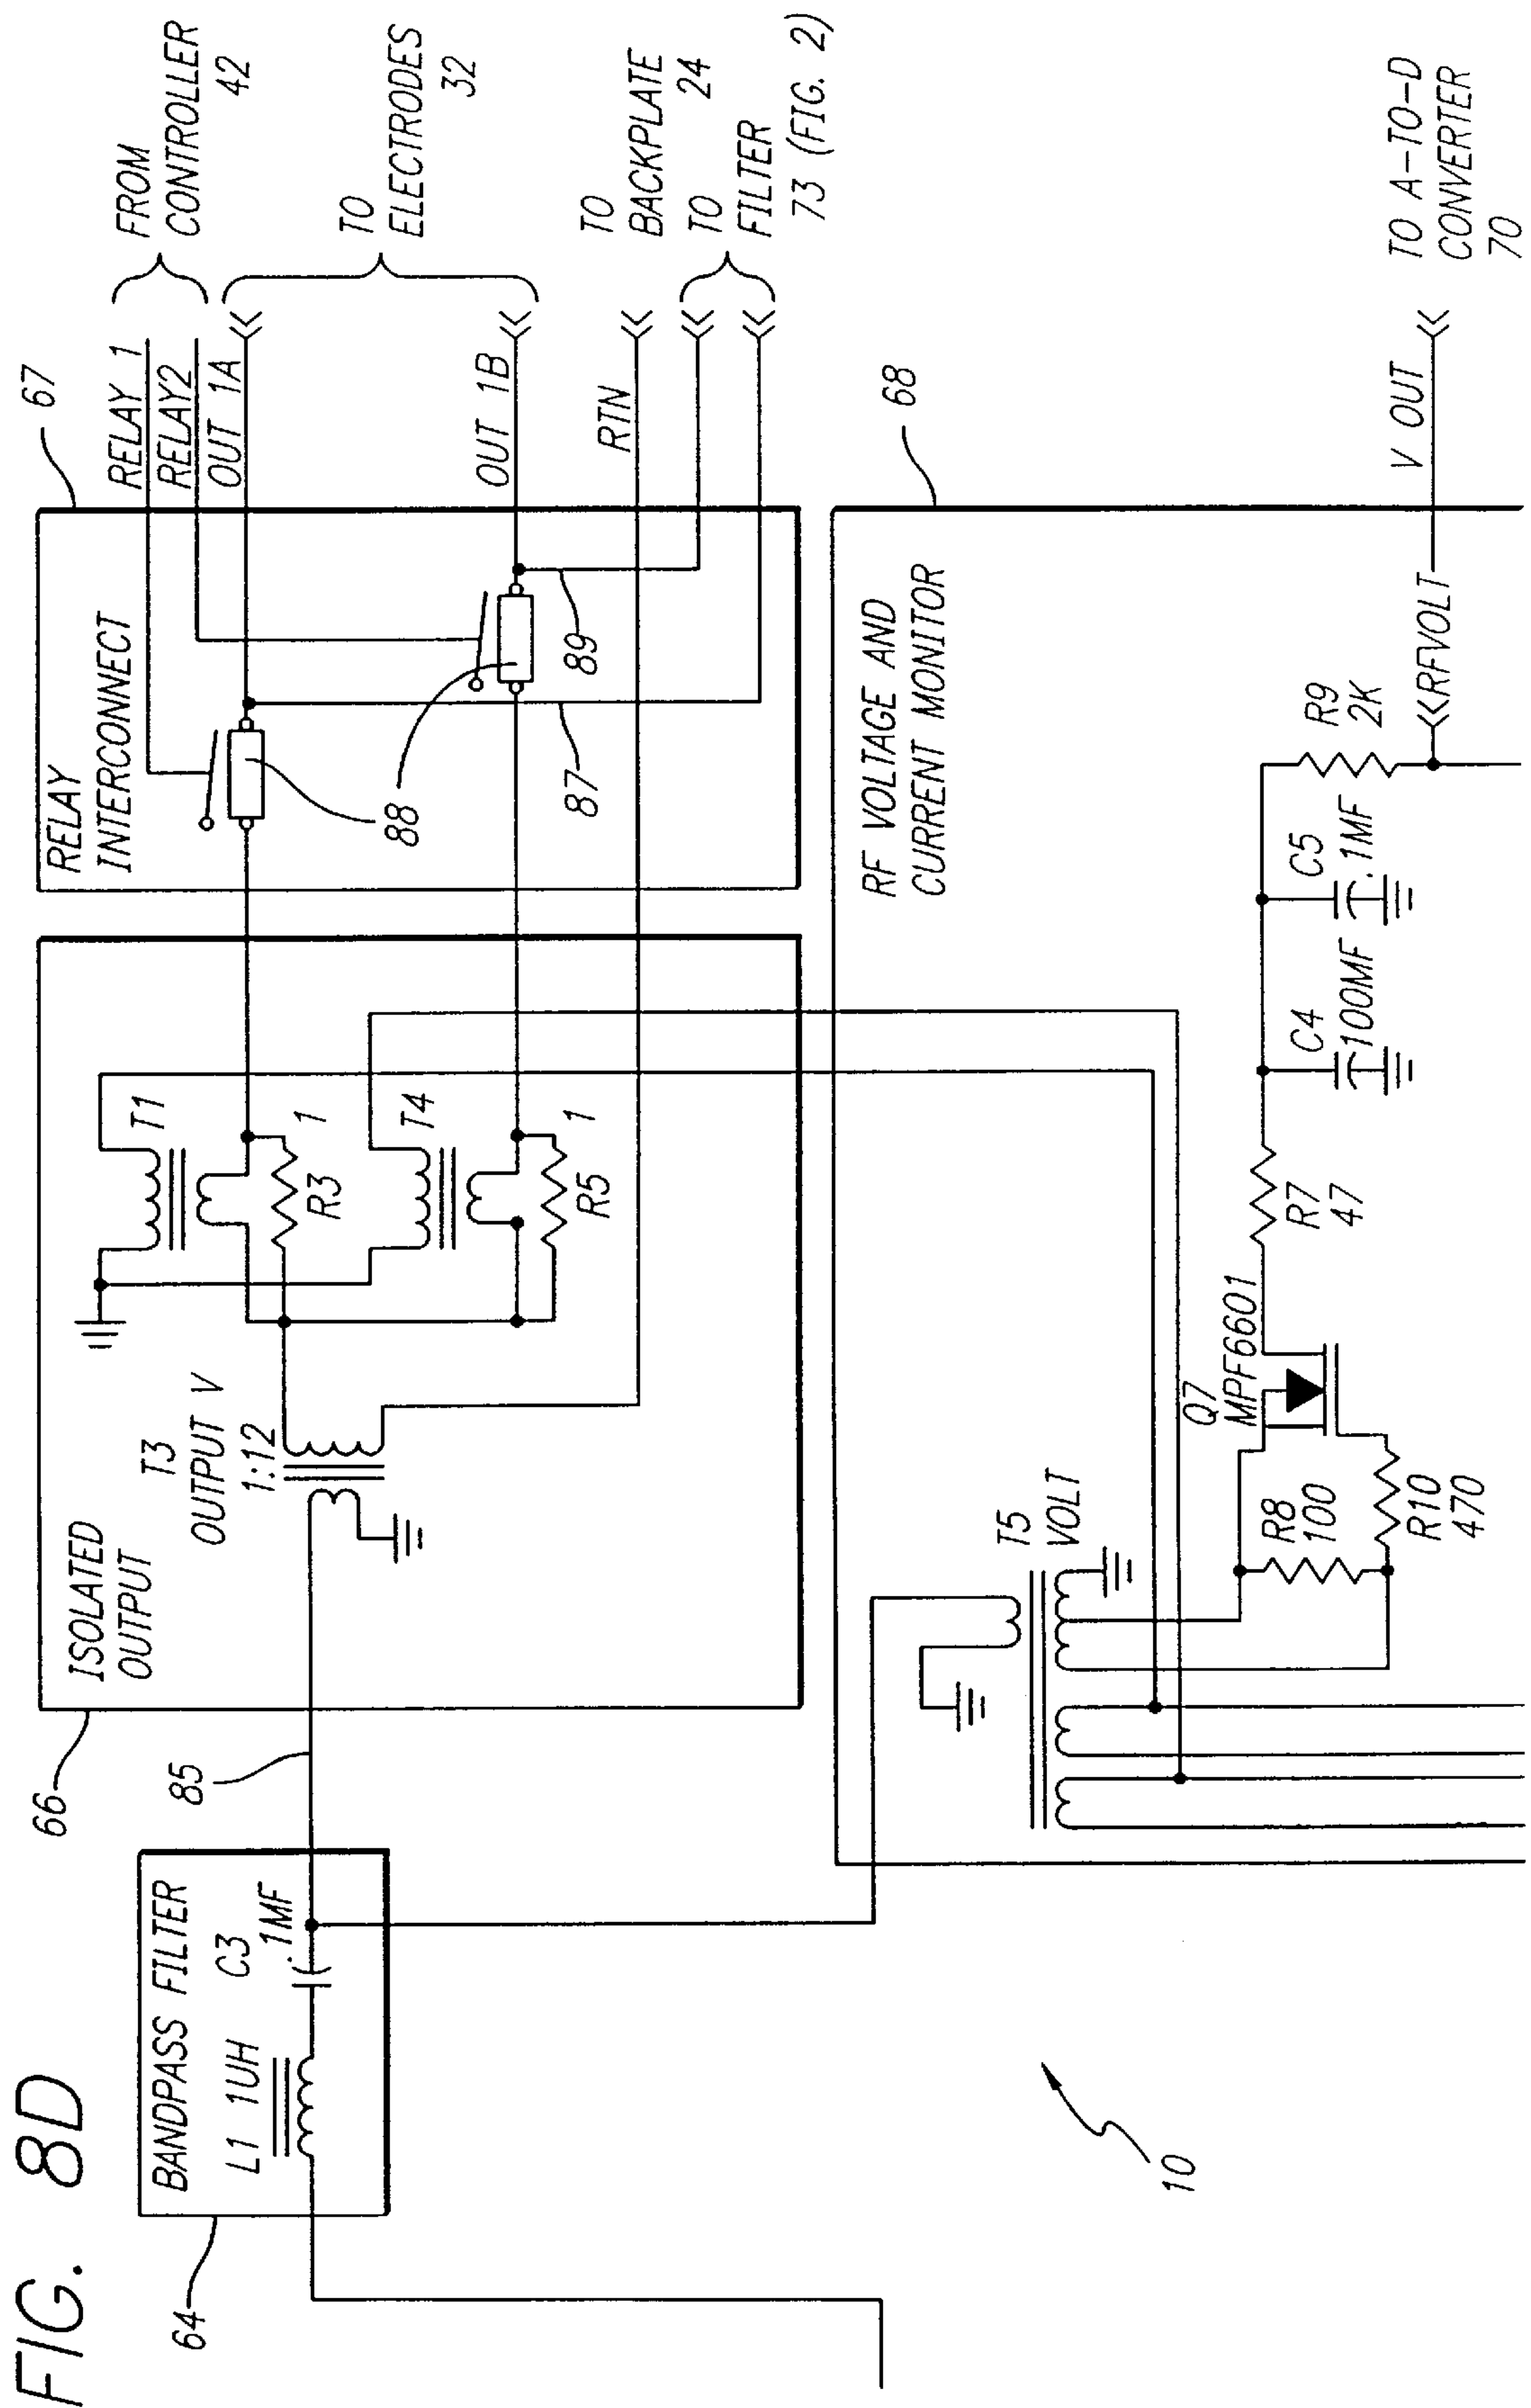 FIG. 8D
64
BANDPASS FILTER
L1 1UH
C3
.1MF
85
66
ISOLATED
OUTPUT
T3
OUTPUT V
1:12
T1
R3
1
T4
R5
1
67
RELAY
INTERCONNECT
88
87
89
RELAY 1
RELAY2
OUT 1A
OUT 1B
RTN
FROM
CONTROLLER
42
TO
ELECTRODES
32
TO
BACKPLATE
24
TO
FILTER
73 (FIG. 2)
10
68
RF VOLTAGE AND
CURRENT MONITOR
T5
VOLT
R8
100
R10
470
Q7
MPF6601
R7
47
C4
100MF
C5
.1MF
R9
2K
RFVOLT
V OUT
TO A-TO-D
CONVERTER
70